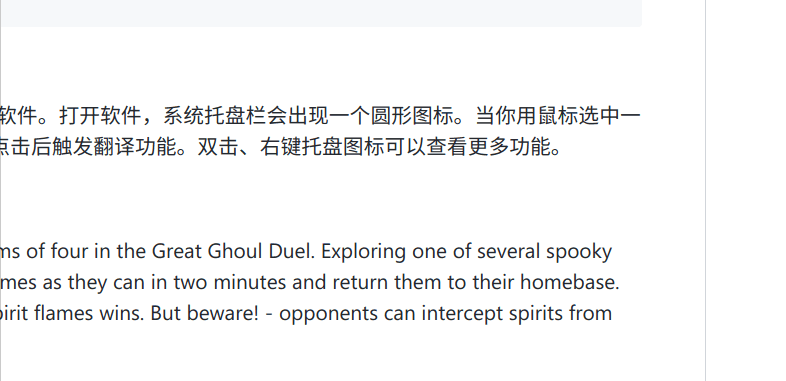 软件。打开软件，系统托盘栏会出现一个圆形图标。当你用鼠标选中一
点击后触发翻译功能。双击、右键托盘图标可以查看更多功能。
of four in the Great Ghoul Duel. Exploring one of several spooky
as they can in two minutes and return them to their homebase.
flames wins. But beware! - opponents can intercept spirits from